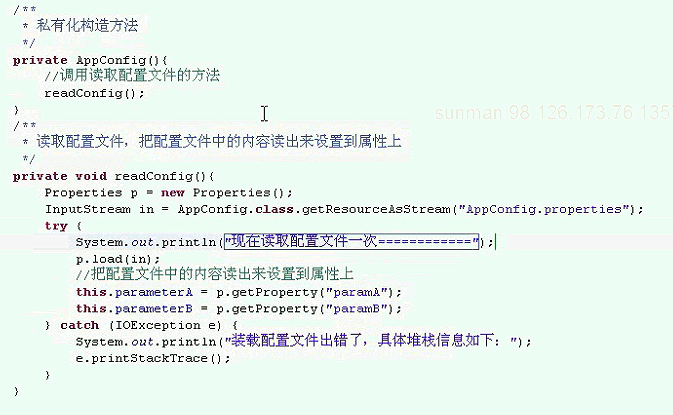 /**
 * 私有化构造方法
 */
private AppConfig(){
    //调用读取配置文件的方法
    readConfig();
}
/**
 * 读取配置文件，把配置文件中的内容读出来设置到属性上
 */
private void readConfig(){
    Properties p = new Properties();
    InputStream in = AppConfig.class.getResourceAsStream("AppConfig.properties");
    try {
        System.out.println("现在读取配置文件一次============");
        p.load(in);
        //把配置文件中的内容读出来设置到属性上
        this.parameterA = p.getProperty("paramA");
        this.parameterB = p.getProperty("paramB");
    } catch (IOException e) {
        System.out.println("装载配置文件出错了，具体堆栈信息如下：");
        e.printStackTrace();
    }
}
sunman 98 126 173.76 135